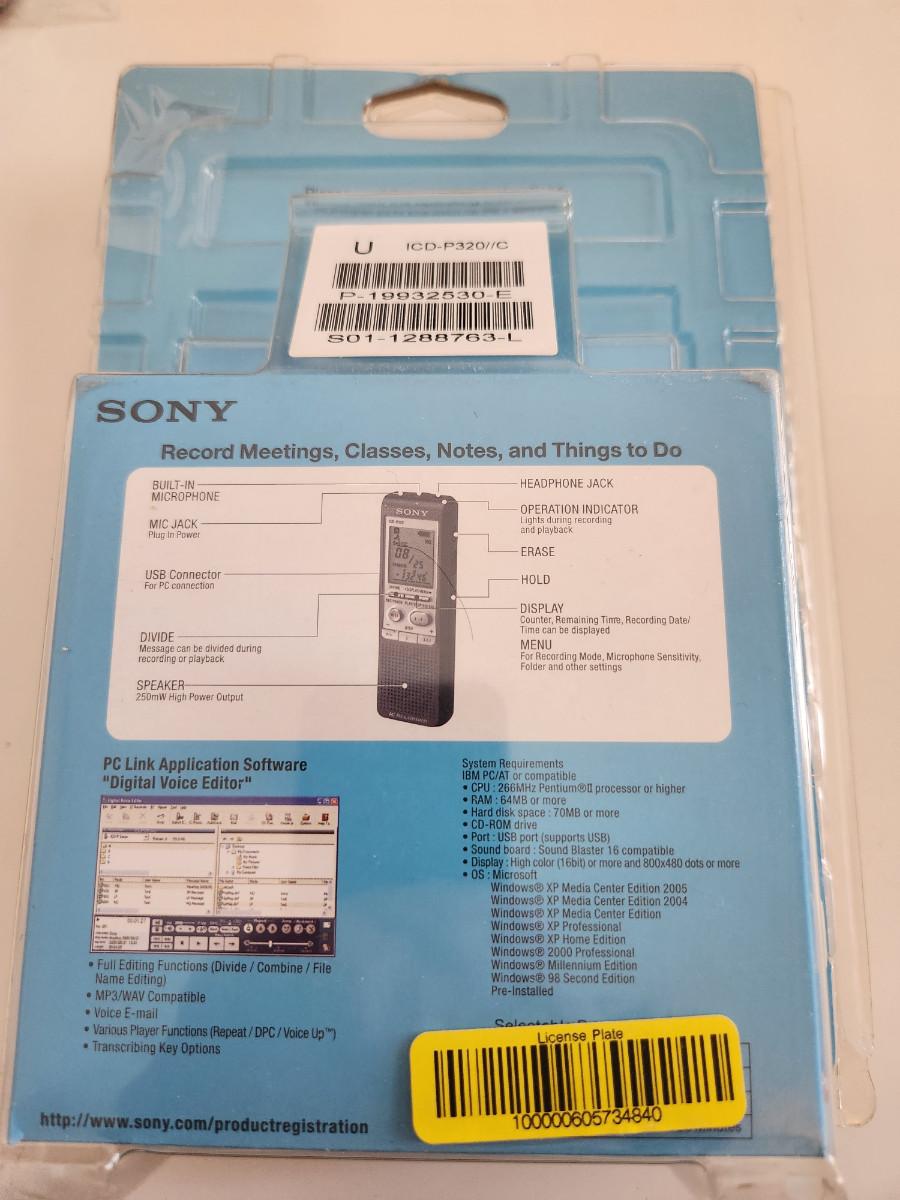 U ICD-P320//C
P-19932530-E
S01-1288763-L
SONY
Record Meetings, Classes, Notes, and Things to Do
BUILT-IN
MICROPHONE
MIC JACK
Plug In Power
USB Connector
For PC connection
DIVIDE
Message can be divided during
recording or playback
SPEAKER
250mW High Power Output
SONY
HEADPHONE JACK
OPERATION INDICATOR
Lights during recording
and playback
ERASE
HOLD
DISPLAY
Counter, Remaining Time, Recording Date/
Time can be displayed
MENU
For Recording Mode, Microphone Sensitivity,
Folder and other settings
PC Link Application Software
"Digital Voice Editor"
• Full Editing Functions (Divide / Combine / File
Name Editing)
• MP3/WAV Compatible
• Voice E-mail
• Various Player Functions (Repeat / DPC / Voice Up™)
• Transcribing Key Options
System Requirements
IBM PC/AT or compatible
• CPU : 266MHz Pentium®II processor or higher
• RAM : 64MB or more
• Hard disk space : 70MB or more
• CD-ROM drive
• Port : USB port (supports USB)
• Sound board : Sound Blaster 16 compatible
• Display : High color (16bit) or more and 800x480 dots or more
• OS : Microsoft
Windows® XP Media Center Edition 2005
Windows® XP Media Center Edition 2004
Windows® XP Media Center Edition
Windows® XP Professional
Windows® XP Home Edition
Windows® 2000 Professional
Windows® Millennium Edition
Windows® 98 Second Edition
Pre-Installed
License Plate
100000605734840
http://www.sony.com/productregistration